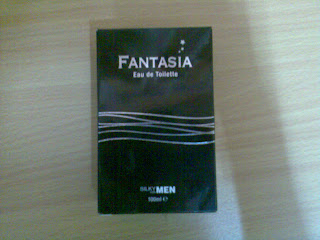 FANTASIA
Eau de Toilette
SILKY MEN
100ml e